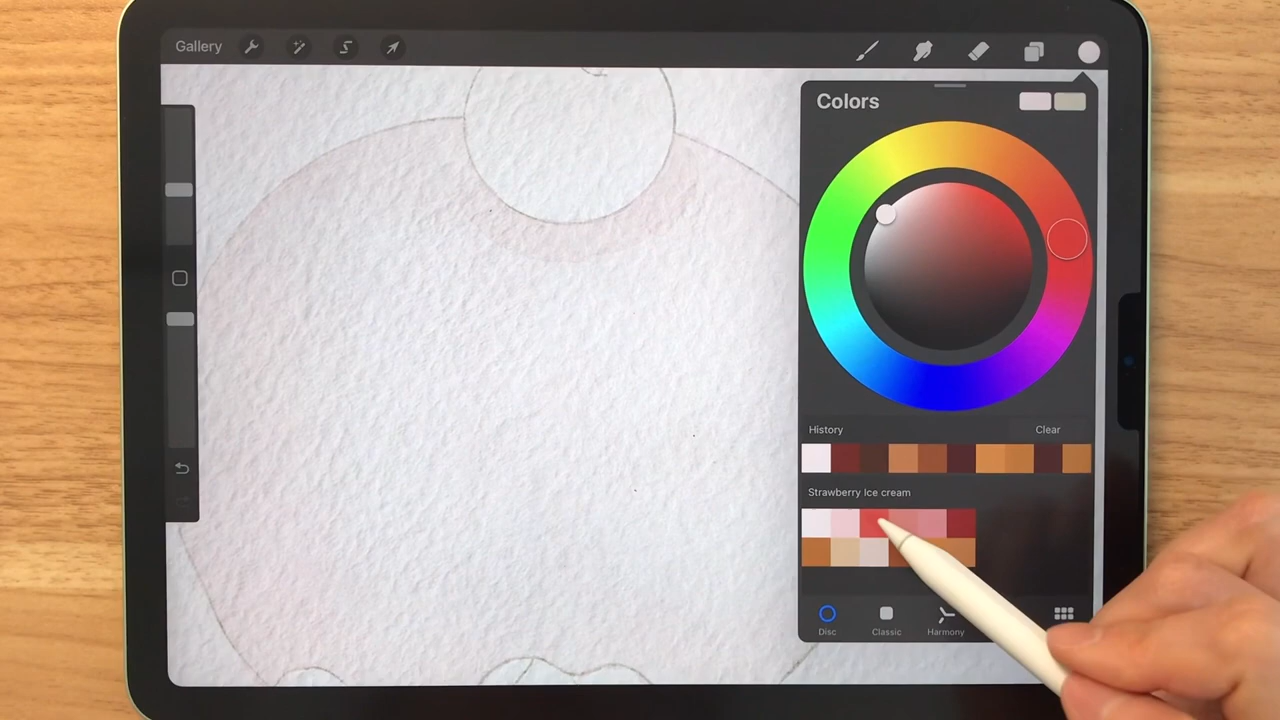 Gallery
Colors
History Clear
Strawberry Ice cream
Disc Classic Harmony